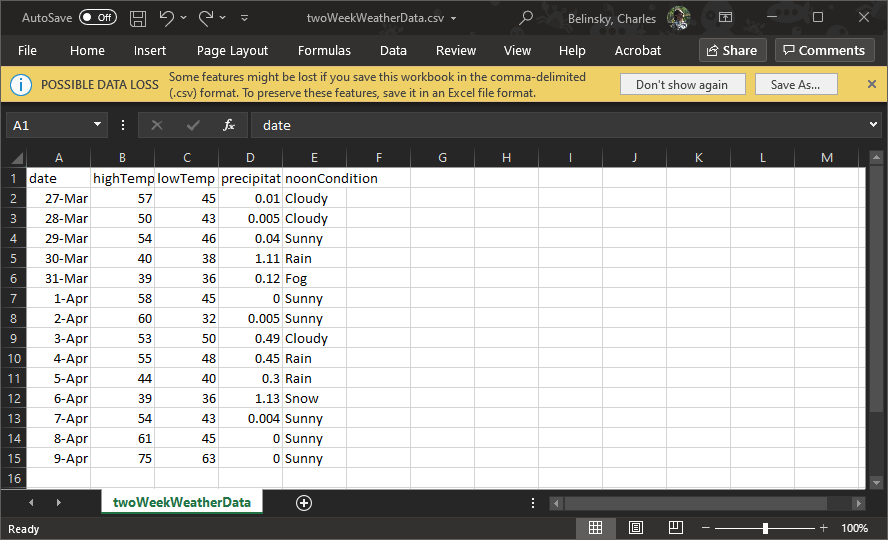 AutoSave Off twoWeekWeatherData.csv Belinsky, Charles
File Home Insert Page Layout Formulas Data Review View Help Acrobat Share Comments
POSSIBLE DATA LOSS Some features might be lost if you save this workbook in the comma-delimited
(.csv) format. To preserve these features, save it in an Excel file format. Don't show again Save As...
A1 fx date
A B C D E F G H I J K L M
1 date highTemp lowTemp precipitat noonCondition
2 27-Mar 57 45 0.01 Cloudy
3 28-Mar 50 43 0.005 Cloudy
4 29-Mar 54 46 0.04 Sunny
5 30-Mar 40 38 1.11 Rain
6 31-Mar 39 36 0.12 Fog
7 1-Apr 58 45 0 Sunny
8 2-Apr 60 32 0.005 Sunny
9 3-Apr 53 50 0.49 Cloudy
10 4-Apr 55 48 0.45 Rain
11 5-Apr 44 40 0.3 Rain
12 6-Apr 39 36 1.13 Snow
13 7-Apr 54 43 0.004 Sunny
14 8-Apr 61 45 0 Sunny
15 9-Apr 75 63 0 Sunny
16
twoWeekWeatherData
Ready 100%